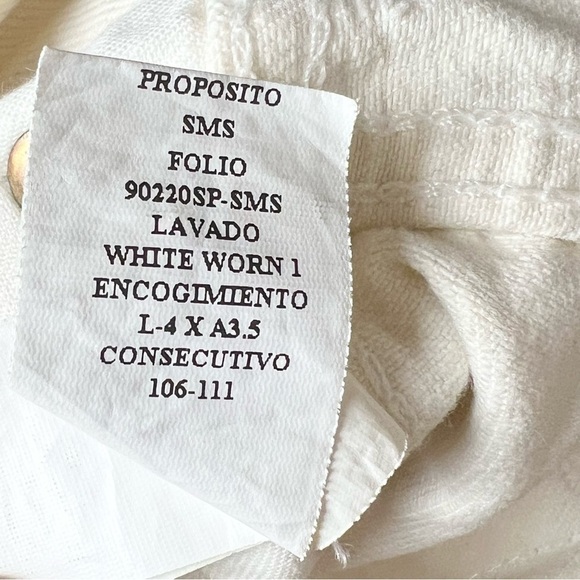 PROPOSITO
SMS
FOLIO
90220SP-SMS
LAVADO
WHITE WORN 1
ENCOGIMIENTO
L-4 X A3.5
CONSECUTIVO
106-111